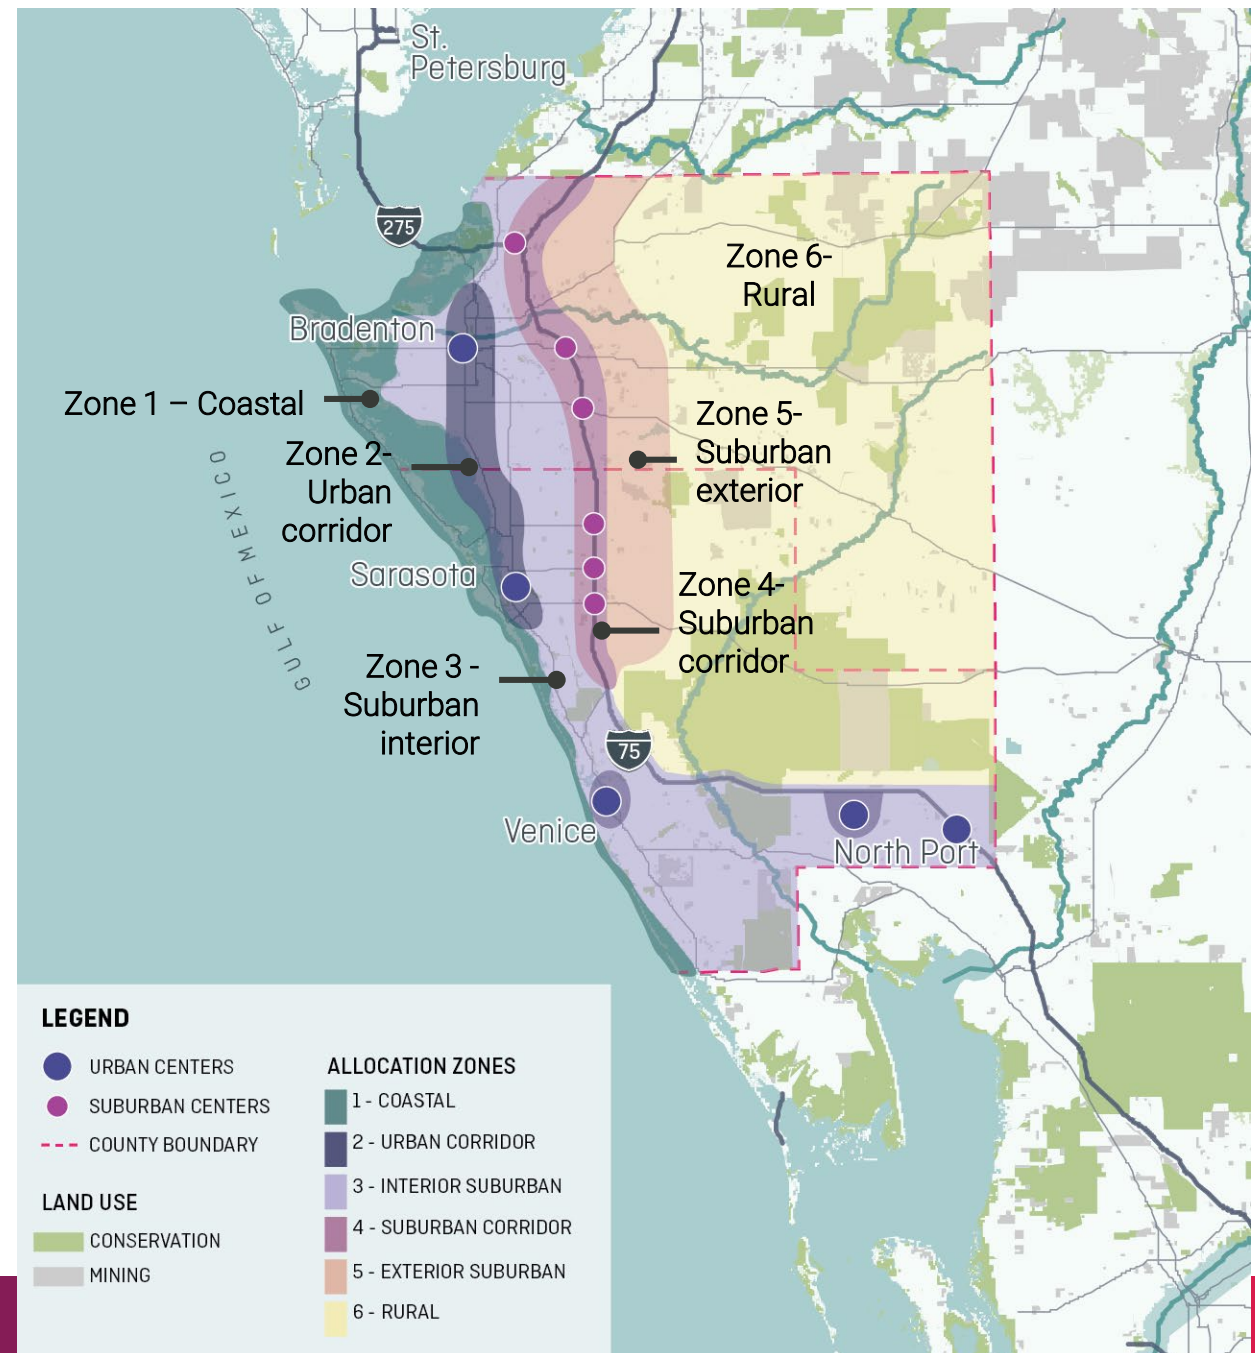 St.
Petersburg
275
Zone 6-
Rural
Bradenton
Zone 1 – Coastal
Zone 5-
Suburban
exterior
Zone 2-
Urban
corridor
GULF OF MEXICO
Sarasota
Zone 4-
Suburban
corridor
Zone 3 -
Suburban
interior
75
Venice
North Port
LEGEND
URBAN CENTERS
SUBURBAN CENTERS
COUNTY BOUNDARY
LAND USE
CONSERVATION
MINING
ALLOCATION ZONES
1 - COASTAL
2 - URBAN CORRIDOR
3 - INTERIOR SUBURBAN
4 - SUBURBAN CORRIDOR
5 - EXTERIOR SUBURBAN
6 - RURAL